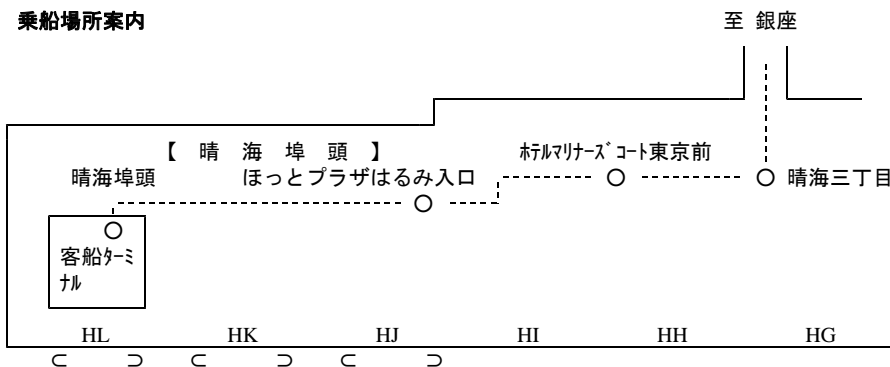 乗船場所案内
至 銀座
【 晴 海 埠 頭 】
ﾎﾃﾙﾏﾘﾅｰｽﾞｺｰﾄ東京前
晴海埠頭
ほっとプラザはるみ入口
晴海三丁目
客船ﾀｰﾐ
ﾅﾙ
HL HK HJ HI HH HG